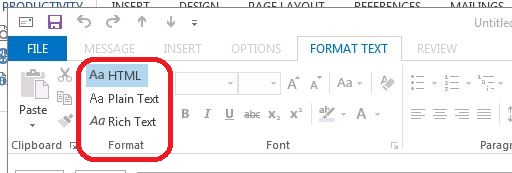 PRODUCTIVITY INSERT DESIGN PAGE LAYOUT REFERENCES MAILINGS
Untitled
FILE MESSAGE INSERT OPTIONS FORMAT TEXT REVIEW
Aa HTML
Aa Plain Text
Aa Rich Text
Paste
B I U abc X₂ X² A
A A
Clipboard Format Font Paragr